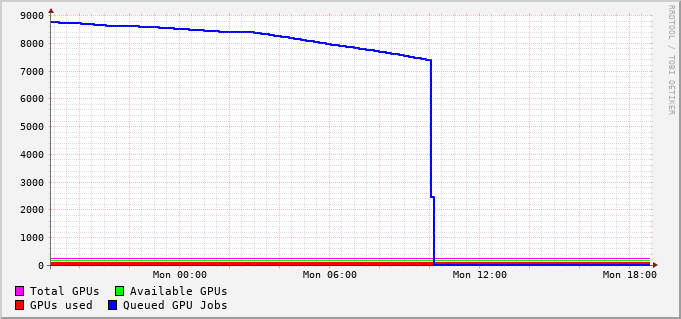 RRDTOOL / TOBI OETIKER
9000
8000
7000
6000
5000
4000
3000
2000
1000
0
Mon 00:00 Mon 06:00 Mon 12:00 Mon 18:00
Total GPUs Available GPUs
GPUs used Queued GPU Jobs